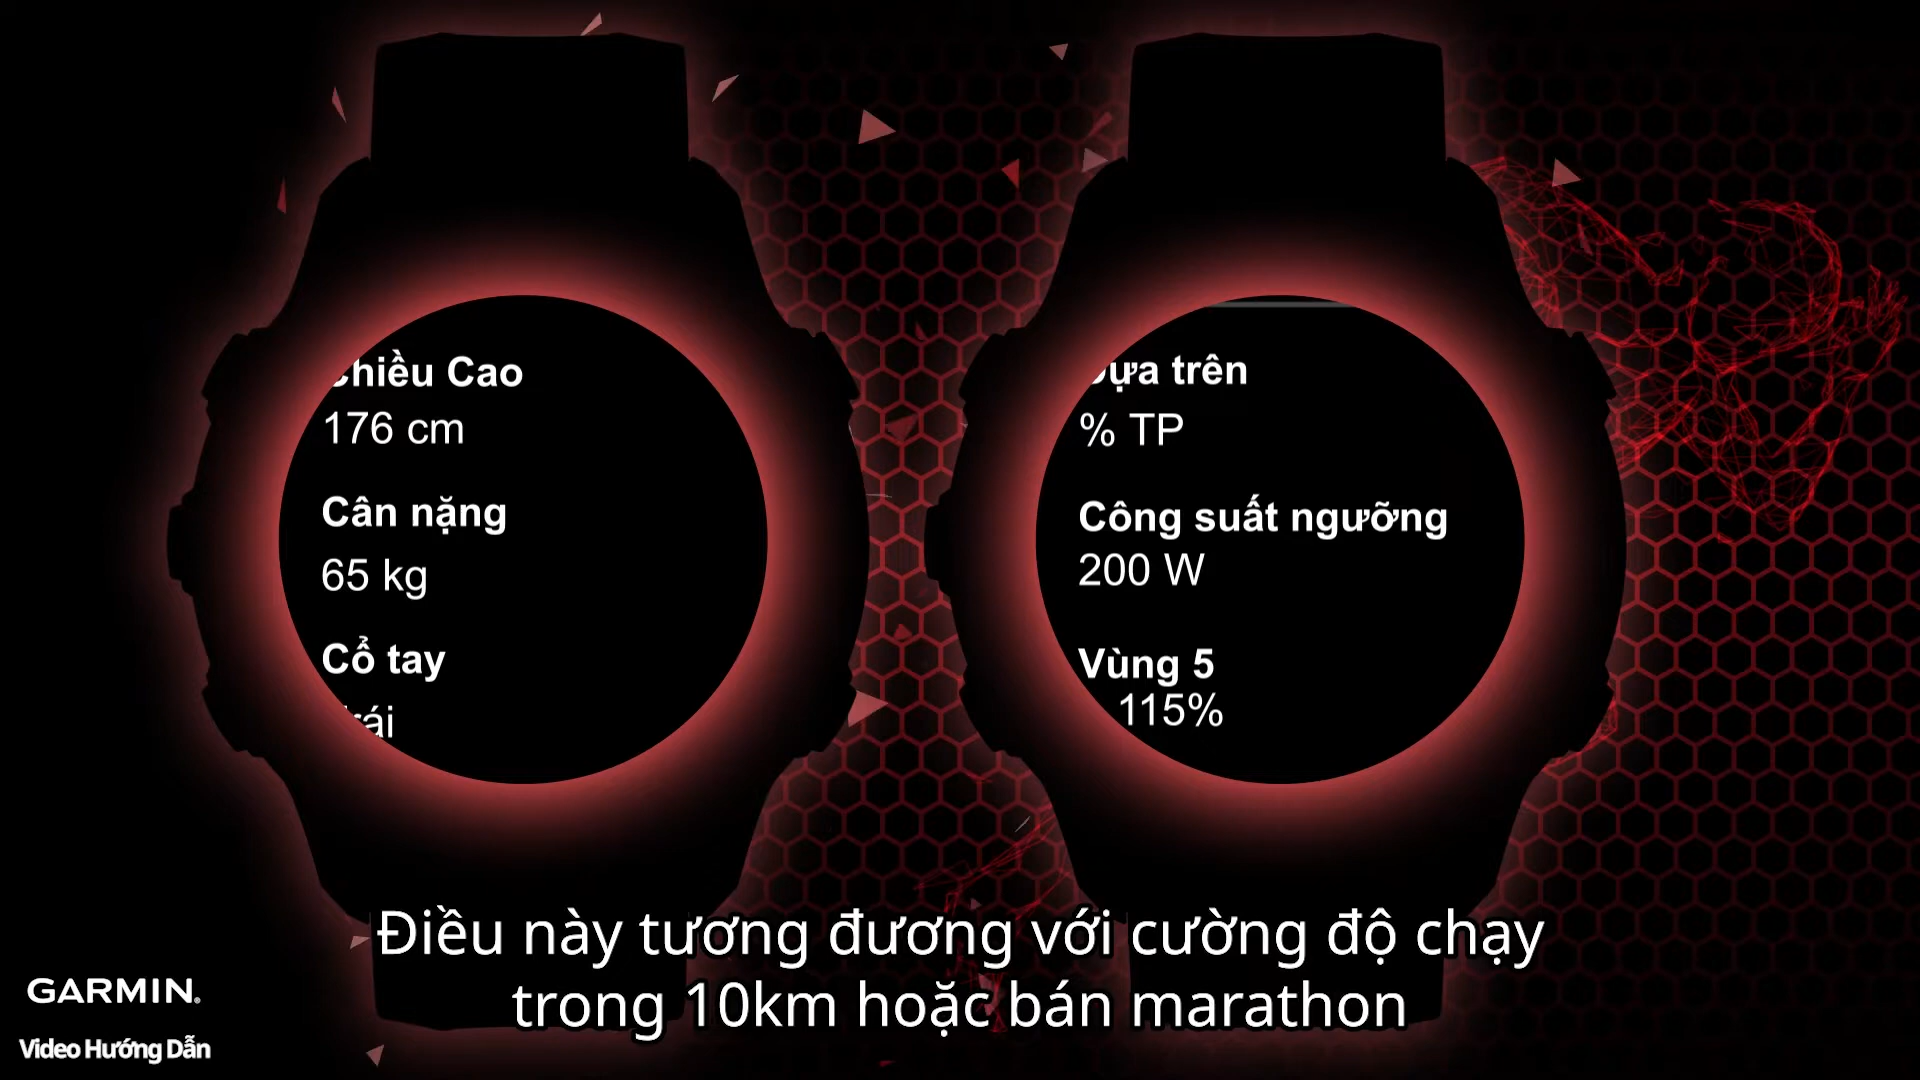 Chiều Cao
176 cm
Cân nặng
65 kg
Cổ tay
Trái
Dựa trên
% TP
Công suất ngưỡng
200 W
Vùng 5
115%
Điều này tương đương với cường độ chạy
trong 10km hoặc bán marathon
GARMIN.
Video Hướng Dẫn